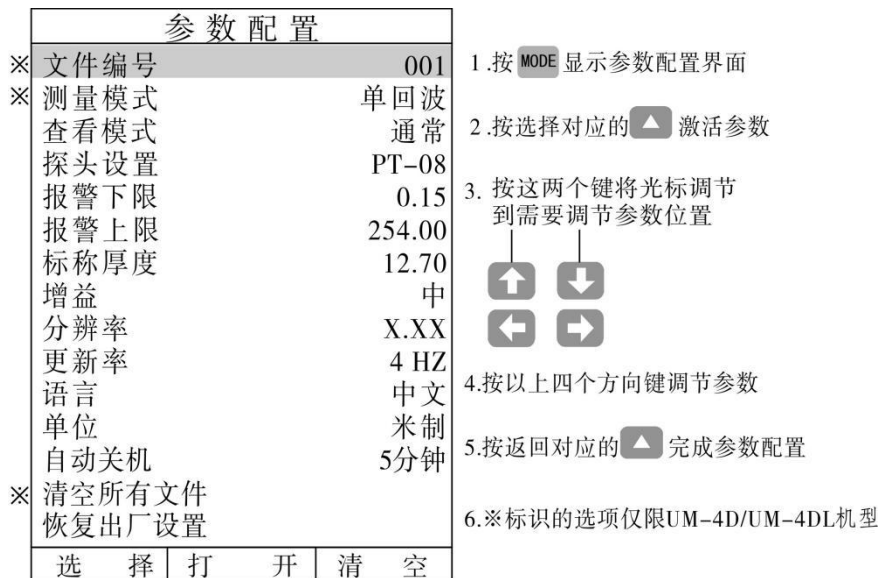 参数配置
※ 文件编号 001
※ 测量模式 单回波
查看模式 通常
探头设置 PT-08
报警下限 0.15
报警上限 254.00
标称厚度 12.70
增益 中
分辨率 X.XX
更新率 4 HZ
语言 中文
单位 米制
自动关机 5分钟
※ 清空所有文件
恢复出厂设置
选择 打开 清空
1.按 MODE 显示参数配置界面
2.按选择对应的 激活参数
3. 按这两个键将光标调节
到需要调节参数位置
4.按以上四个方向键调节参数
5.按返回对应的 完成参数配置
6.※标识的选项仅限UM-4D/UM-4DL机型